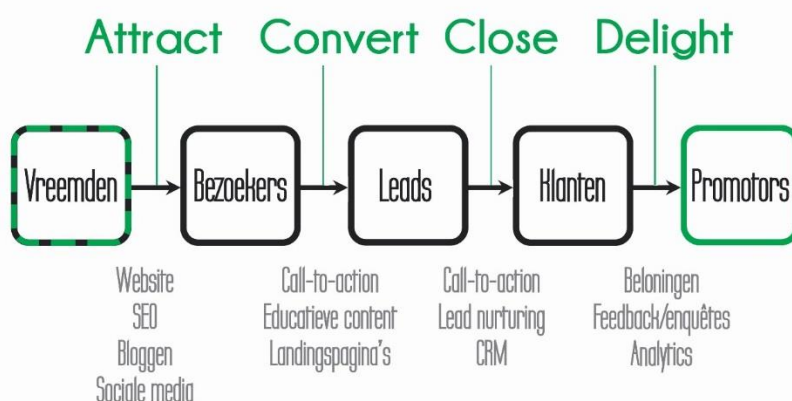 Attract Convert Close Delight
Vreemden Bezoekers Leads Klanten Promotors
Website
SEO
Bloggen
Sociale media
Call-to-action
Educatieve content
Landingspagina's
Call-to-action
Lead nurturing
CRM
Beloningen
Feedback/enquêtes
Analytics